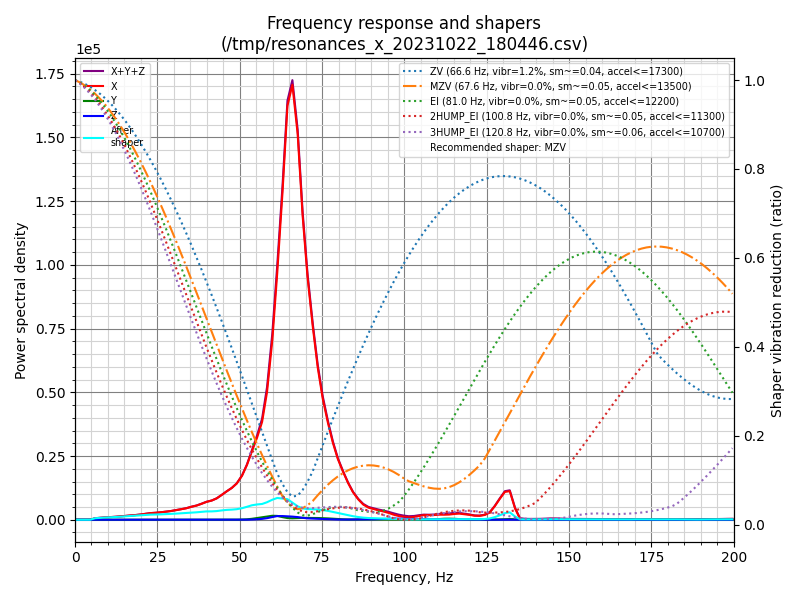 Frequency response and shapers
(/tmp/resonances_x_20231022_180446.csv)
1e5
X+Y+Z
X
Y
Z
After
shaper
ZV (66.6 Hz, vibr=1.2%, sm~=0.04, accel<=17300)
MZV (67.6 Hz, vibr=0.0%, sm~=0.05, accel<=13500)
EI (81.0 Hz, vibr=0.0%, sm~=0.05, accel<=12200)
2HUMP_EI (100.8 Hz, vibr=0.0%, sm~=0.05, accel<=11300)
3HUMP_EI (120.8 Hz, vibr=0.0%, sm~=0.06, accel<=10700)
Recommended shaper: MZV
Power spectral density
1.75
1.50
1.25
1.00
0.75
0.50
0.25
0.00
1.0
0.8
0.6
0.4
0.2
0.0
Shaper vibration reduction (ratio)
0 25 50 75 100 125 150 175 200
Frequency, Hz